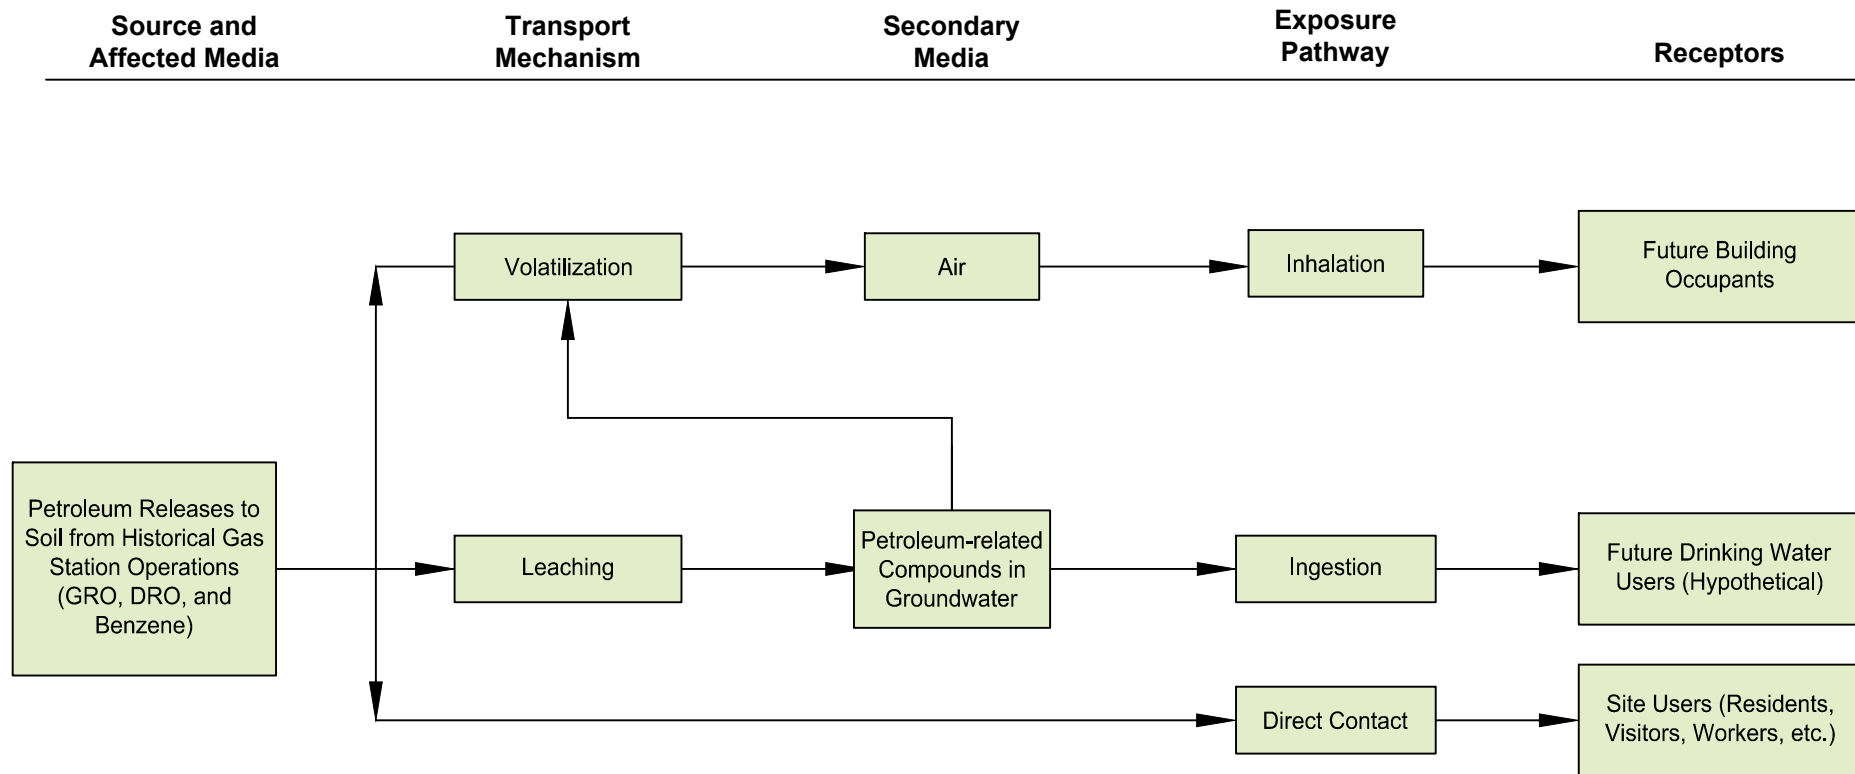 Source and
Affected Media
Transport
Mechanism
Secondary
Media
Exposure
Pathway
Receptors
Volatilization
Air
Inhalation
Future Building
Occupants
Petroleum Releases to
Soil from Historical Gas
Station Operations
(GRO, DRO, and
Benzene)
Leaching
Petroleum-related
Compounds in
Groundwater
Ingestion
Future Drinking Water
Users (Hypothetical)
Direct Contact
Site Users (Residents,
Visitors, Workers, etc.)